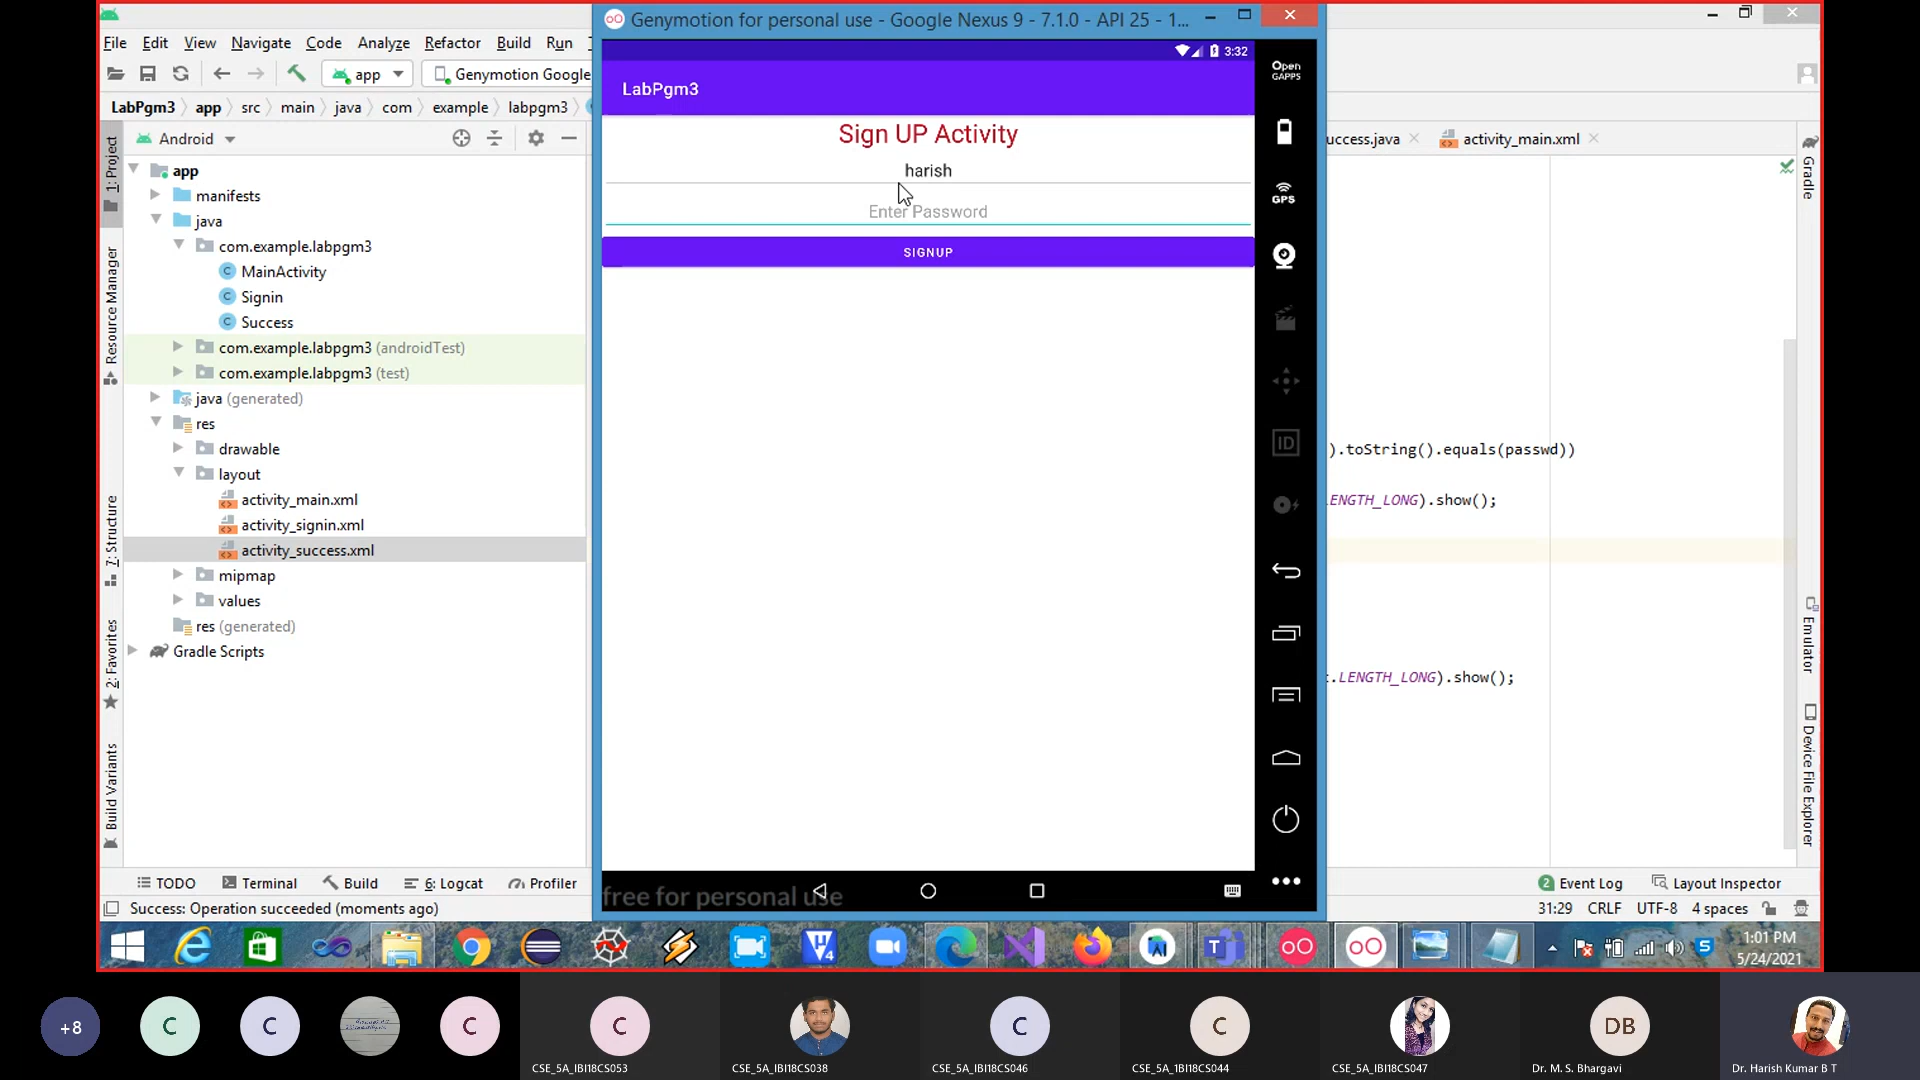 File Edit View Navigate Code Analyze Refactor Build Run
Genymotion for personal use - Google Nexus 9 - 7.1.0 - API 25 - 1...
app
Genymotion Google
LabPgm3 app src main java com example labpgm3
Android
app
manifests
java
com.example.labpgm3
MainActivity
Signin
Success
com.example.labpgm3 (androidTest)
com.example.labpgm3 (test)
java (generated)
res
drawable
layout
activity_main.xml
activity_signin.xml
activity_success.xml
mipmap
values
res (generated)
Gradle Scripts
1: Project
Resource Manager
7: Structure
2: Favorites
Build Variants
3:32
LabPgm3
Sign UP Activity
harish
Enter Password
SIGNUP
free for personal use
Open
GAPPS
GPS
ID
uccess.java activity_main.xml
).toString().equals(passwd))
ENGTH_LONG).show();
.LENGTH_LONG).show();
Gradle
Emulator
Device File Explorer
TODO Terminal Build 6: Logcat Profiler
2 Event Log Layout Inspector
Success: Operation succeeded (moments ago)
31:29 CRLF UTF-8 4 spaces
1:01 PM
5/24/2021
+8
C
C
C
C
CSE_5A_IBI18CS053
CSE_5A_IBI18CS038
C
CSE_5A_IBI18CS046
C
CSE_5A_1BI18CS044
CSE_5A_IBI18CS047
DB
Dr. M. S. Bhargavi
Dr. Harish Kumar B T